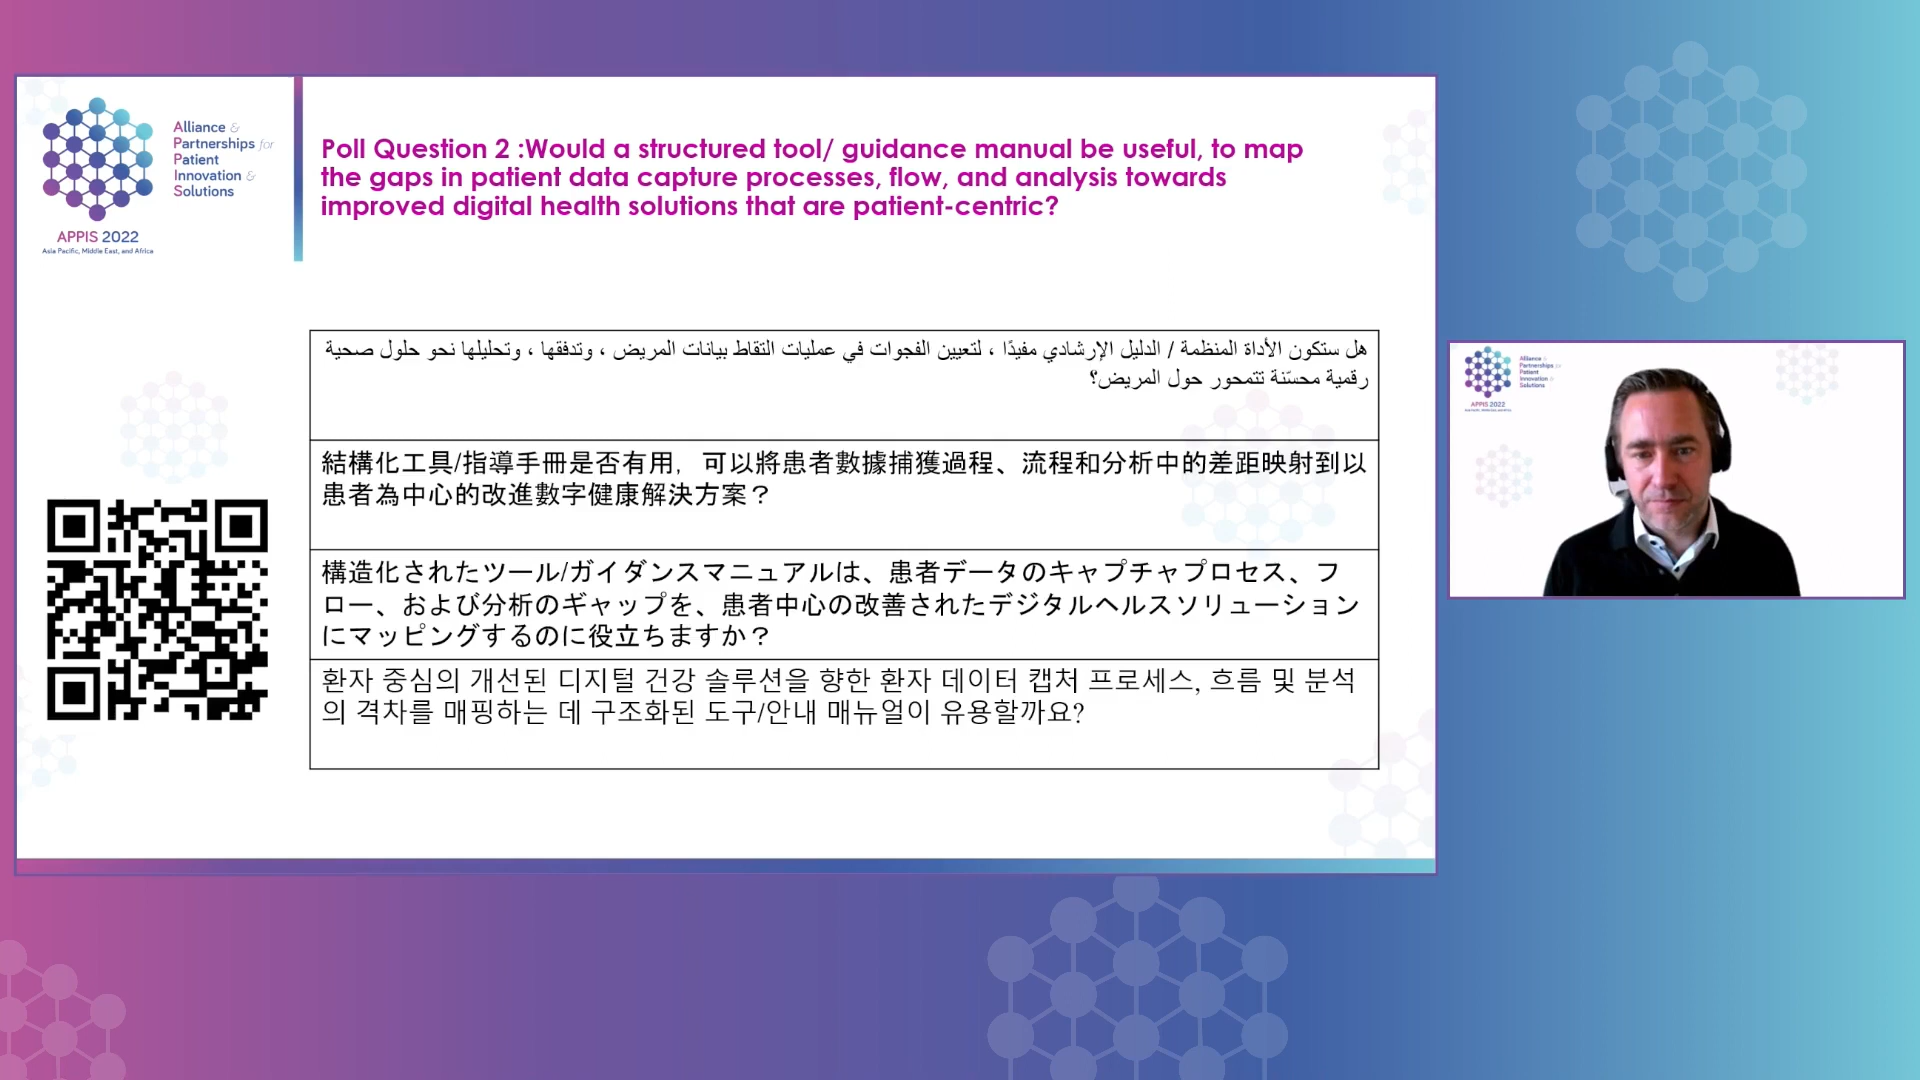 Alliance &
Partnerships for
Patient
Innovation &
Solutions
APPIS 2022
Asia Pacific, Middle East, and Africa
Poll Question 2 :Would a structured tool/ guidance manual be useful, to map
the gaps in patient data capture processes, flow, and analysis towards
improved digital health solutions that are patient-centric?
هل ستكون الأداة المنظمة / الدليل الإرشادي مفيدًا ، لتعيين الفجوات في عمليات التقاط بيانات المريض ، وتدفقها ، وتحليلها نحو حلول صحية
رقمية محسّنة تتمحور حول المريض؟
結構化工具/指導手冊是否有用，可以將患者數據捕獲過程、流程和分析中的差距映射到以
患者為中心的改進數字健康解決方案？
構造化されたツール/ガイダンスマニュアルは、患者データのキャプチャプロセス、フ
ロー、および分析のギャップを、患者中心の改善されたデジタルヘルスソリューション
にマッピングするのに役立ちますか？
환자 중심의 개선된 디지털 건강 솔루션을 향한 환자 데이터 캡처 프로세스, 흐름 및 분석
의 격차를 매핑하는 데 구조화된 도구/안내 매뉴얼이 유용할까요?
Alliance &
Partnerships for
Patient
Innovation &
Solutions
APPIS 2022